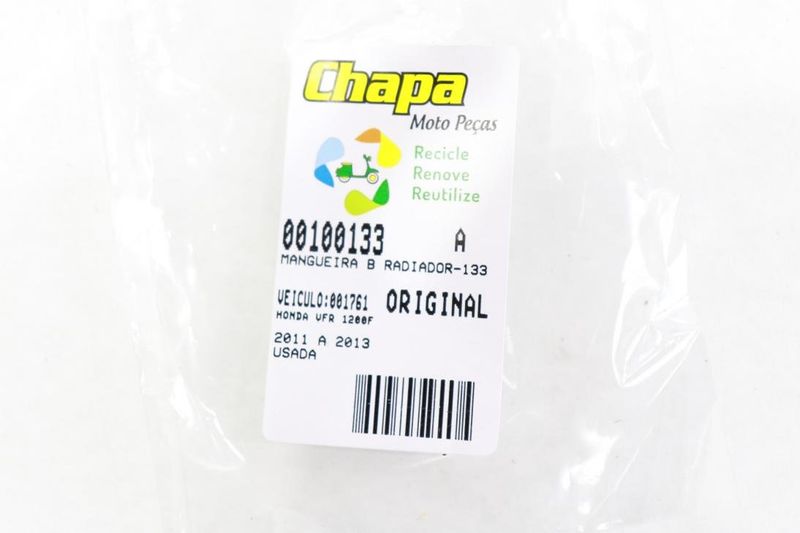 Chapa
Moto Peças
Recicle
Renove
Reutilize
00100133 A
MANGUEIRA B RADIADOR-133
VEICULO:001761 ORIGINAL
HONDA VFR 1200F
2011 A 2013
USADA